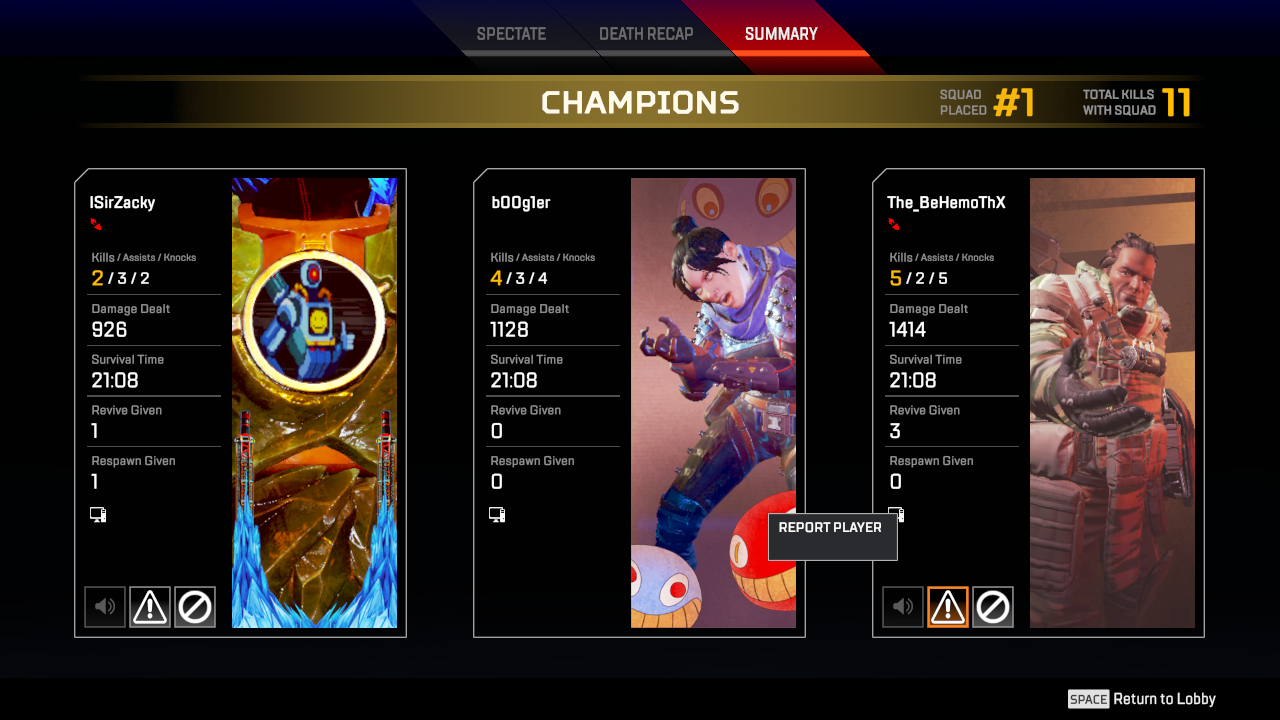 SPECTATE
DEATH RECAP
SUMMARY
CHAMPIONS
SQUAD PLACED #1
TOTAL KILLS WITH SQUAD 11
ISirZacky
Kills / Assists / Knocks
2 / 3 / 2
Damage Dealt
926
Survival Time
21:08
Revive Given
1
Respawn Given
1
b00g1er
Kills / Assists / Knocks
4 / 3 / 4
Damage Dealt
1128
Survival Time
21:08
Revive Given
0
Respawn Given
0
The_BeHemoThX
Kills / Assists / Knocks
5 / 2 / 5
Damage Dealt
1414
Survival Time
21:08
Revive Given
3
Respawn Given
0
REPORT PLAYER
SPACE Return to Lobby